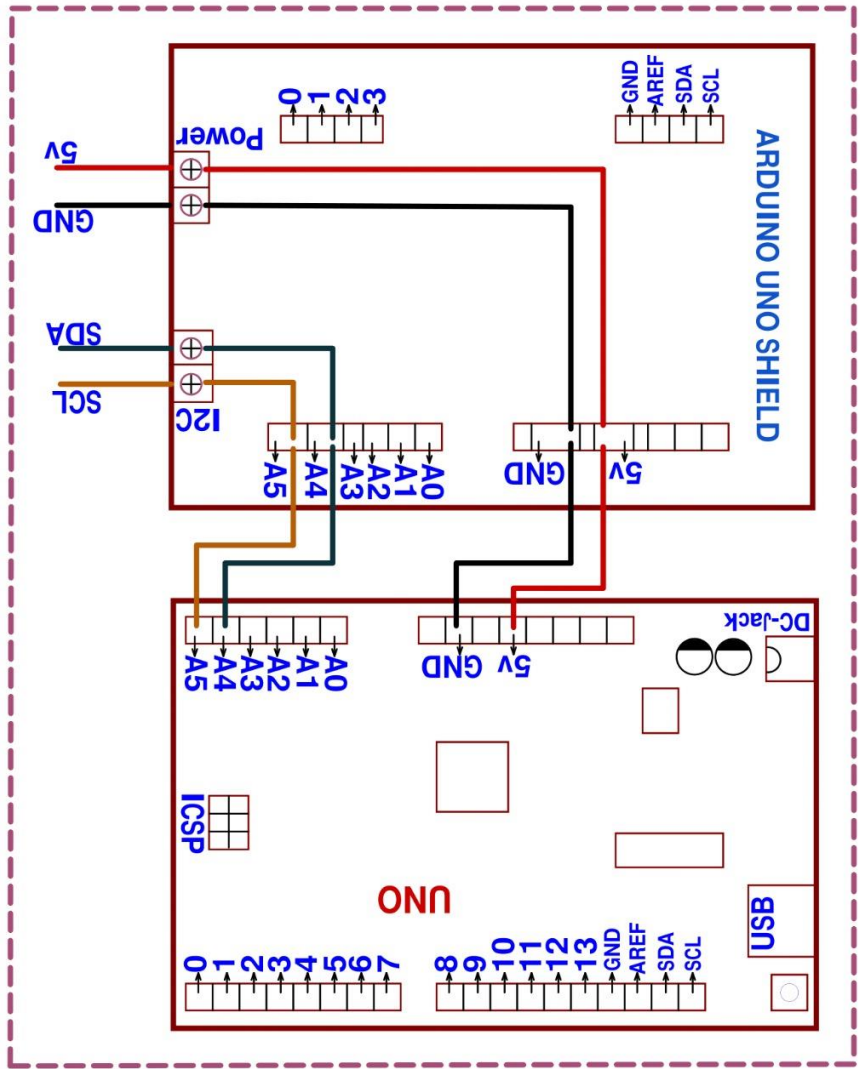 0
1
2
3
GND
AREF
SDA
SCL
Power
5v
GND
ARDUINO UNO SHIELD
SDA
SCL
I2C
A5
A4
A3
A2
A1
A0
GND
5v
DC-Jack
A5
A4
A3
A2
A1
A0
GND
5v
ICSP
UNO
USB
0
1
2
3
4
5
6
7
8
9
10
11
12
13
GND
AREF
SDA
SCL